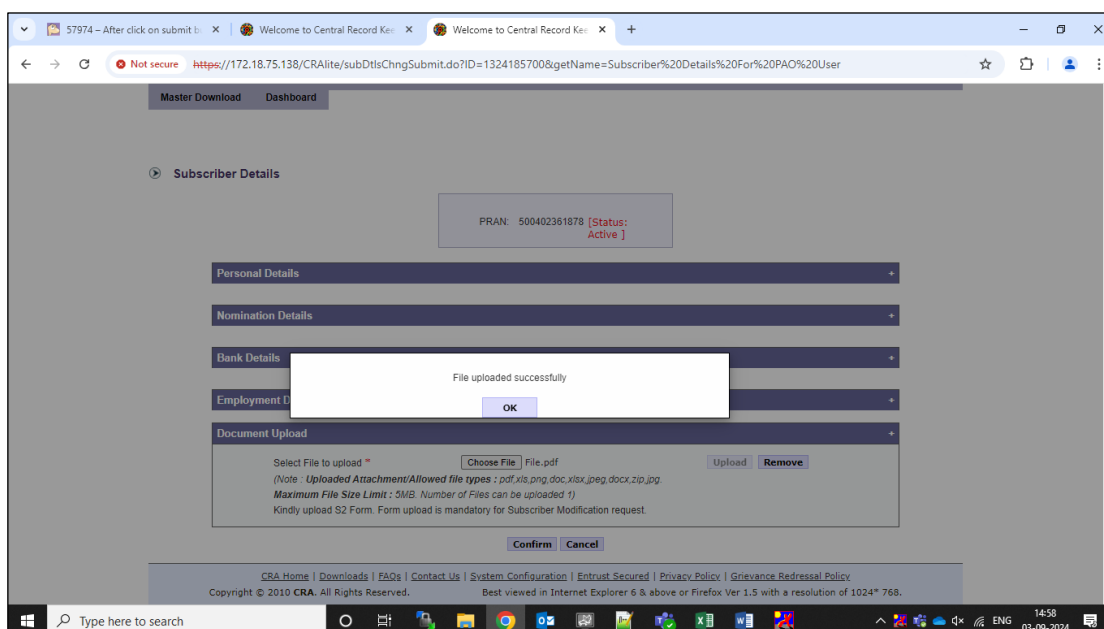 57974 – After click on submit b
Welcome to Central Record Kee
Welcome to Central Record Kee
Not secure https://172.18.75.138/CRAlite/subDtlsChngSubmit.do?ID=1324185700&getName=Subscriber%20Details%20For%20PAO%20User
Master Download Dashboard
Subscriber Details
PRAN: 500402361878 [Status:
Active ]
Personal Details +
Nomination Details +
Bank Details +
File uploaded successfully
Employment D +
OK
Document Upload +
Select File to upload * Choose File File.pdf Upload Remove
(Note : Uploaded Attachment/Allowed file types : pdf,xls,png,doc,xlsx,jpeg,docx,zip,jpg.
Maximum File Size Limit : 5MB. Number of Files can be uploaded 1)
Kindly upload S2 Form. Form upload is mandatory for Subscriber Modification request.
Confirm Cancel
CRA Home | Downloads | FAQs | Contact Us | System Configuration | Entrust Secured | Privacy Policy | Grievance Redressal Policy
Copyright © 2010 CRA. All Rights Reserved. Best viewed in Internet Explorer 6 & above or Firefox Ver 1.5 with a resolution of 1024* 768.
Type here to search ENG 14:58
03-09-2024